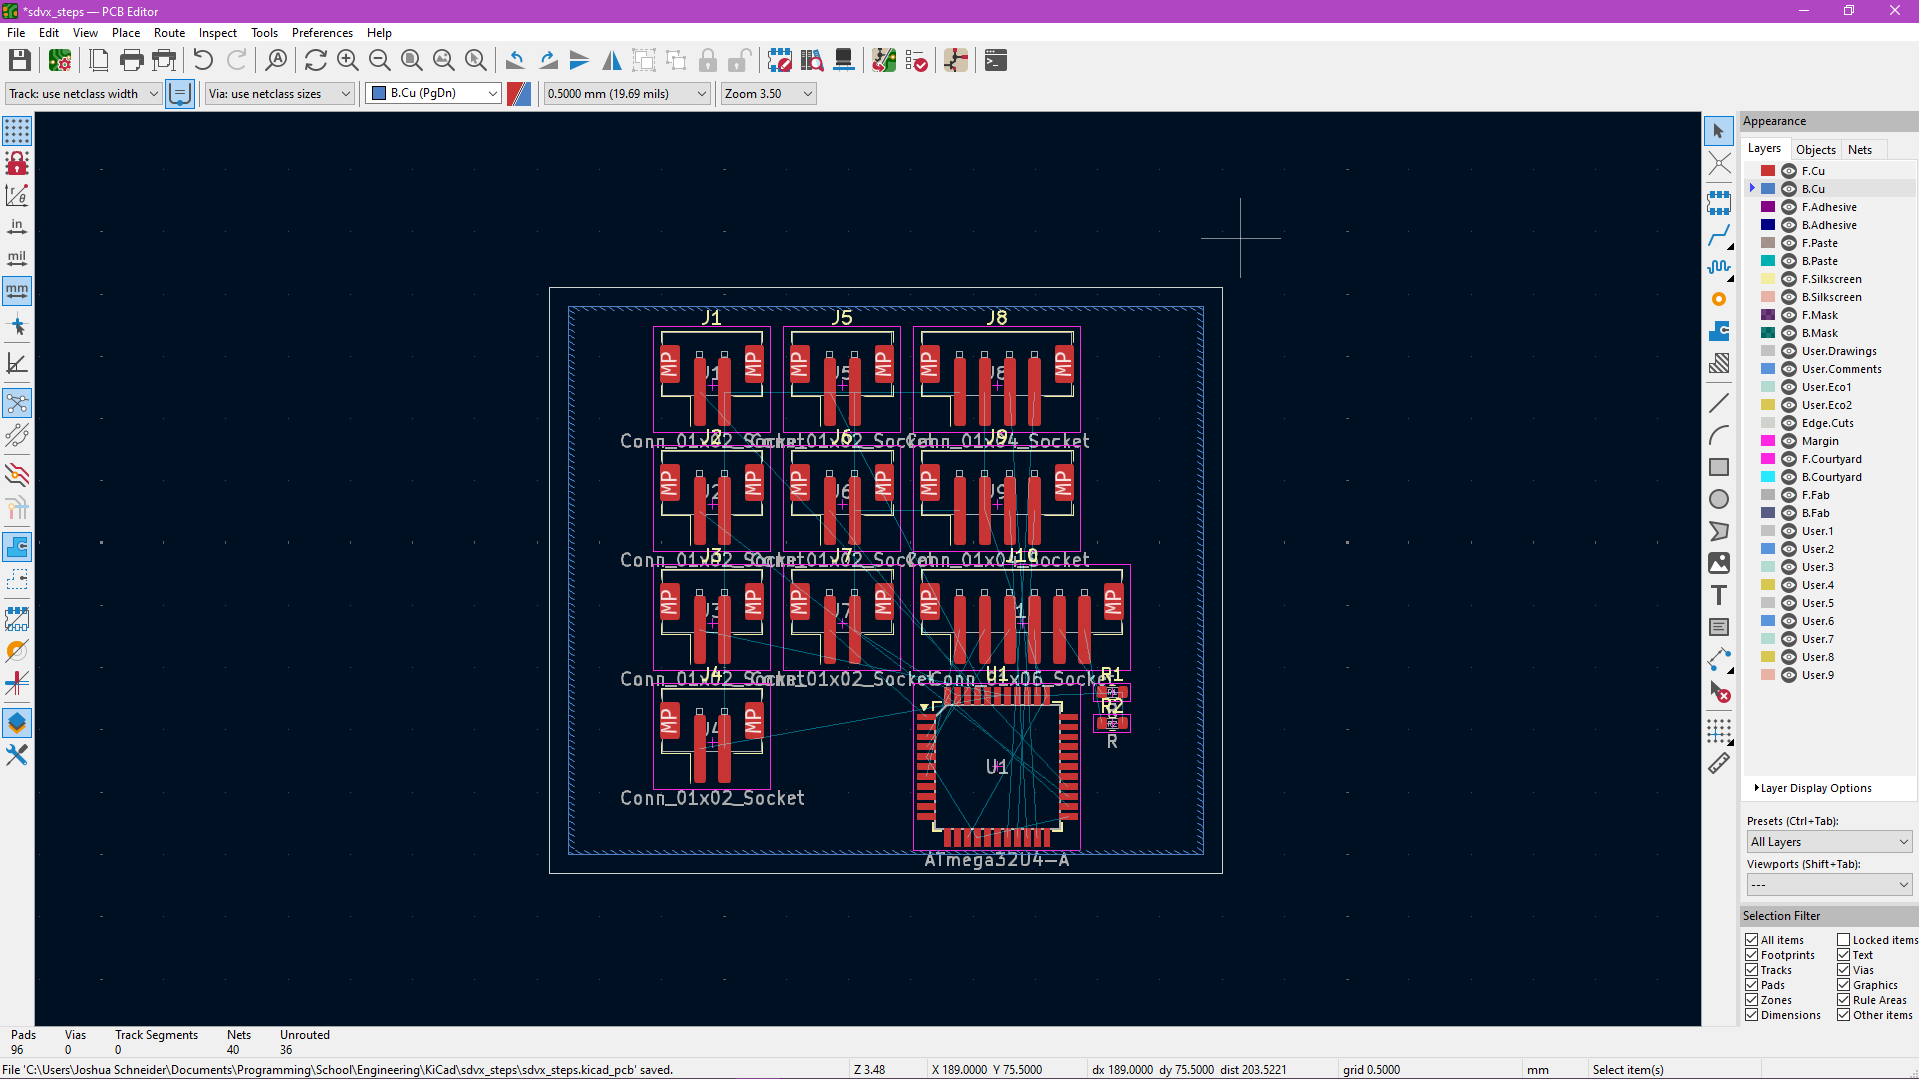 *sdvx_steps — PCB Editor
File Edit View Place Route Inspect Tools Preferences Help
Track: use netclass width
Via: use netclass sizes
B.Cu (PgDn)
0.5000 mm (19.69 mils)
Zoom 3.50
in
mil
mm
Appearance
Layers Objects Nets
F.Cu
B.Cu
F.Adhesive
B.Adhesive
F.Paste
B.Paste
F.Silkscreen
B.Silkscreen
F.Mask
B.Mask
User.Drawings
User.Comments
User.Eco1
User.Eco2
Edge.Cuts
Margin
F.Courtyard
B.Courtyard
F.Fab
B.Fab
User.1
User.2
User.3
User.4
User.5
User.6
User.7
User.8
User.9
Layer Display Options
Presets (Ctrl+Tab):
All Layers
Viewports (Shift+Tab):
---
Selection Filter
All items Locked items
Footprints Text
Tracks Vias
Pads Graphics
Zones Rule Areas
Dimensions Other items
J1 J5 J8
MP MP MP MP MP MP
J1 J5 J8
Conn_01x02_Socket Conn_01x02_Socket Conn_01x04_Socket
J2 J6 J9
MP MP MP MP MP MP
J2 J6 J9
Conn_01x02_Socket Conn_01x02_Socket Conn_01x04_Socket
J3 J7 J10
MP MP MP MP MP MP
J3 J7
Conn_01x02_Socket Conn_01x02_Socket Conn_01x06_Socket
J4 U1 R1
MP MP
R2
J4
R
U1
Conn_01x02_Socket
ATmega32U4-A
Pads Vias Track Segments Nets Unrouted
96 0 0 40 36
File 'C:\Users\Joshua Schneider\Documents\Programming\School\Engineering\KiCad\sdvx_steps\sdvx_steps.kicad_pcb' saved.
Z 3.48
X 189.0000 Y 75.5000
dx 189.0000 dy 75.5000 dist 203.5221
grid 0.5000
mm
Select item(s)